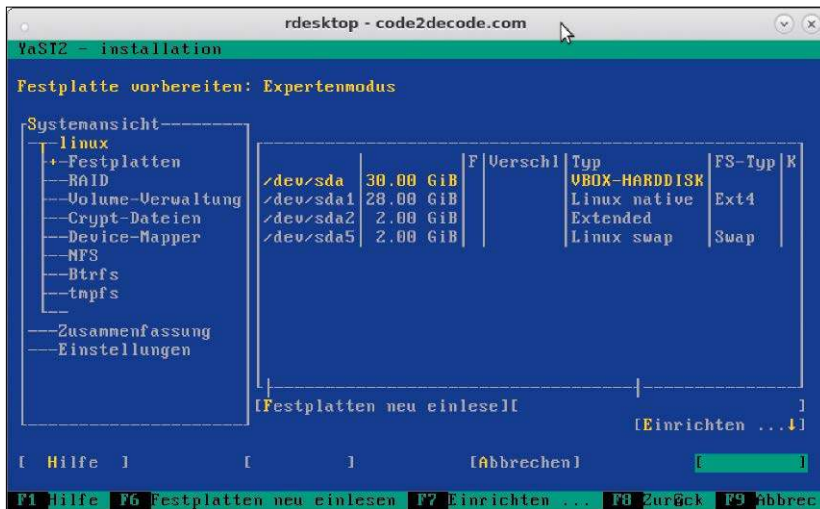 rdesktop - code2decode.com
YaST2 - installation
Festplatte vorbereiten: Expertenmodus
Systemansicht
linux
Festplatten
RAID
Volume-Verwaltung
Crypt-Dateien
Device-Mapper
NFS
Btrfs
tmpfs
Zusammenfassung
Einstellungen
F Verschl Typ FS-Typ K
/dev/sda 30.00 GiB VBOX-HARDDISK
/dev/sda1 28.00 GiB Linux native Ext4
/dev/sda2 2.00 GiB Extended
/dev/sda5 2.00 GiB Linux swap Swap
[Festplatten neu einlese][ ]
[Einrichten ...↓]
[ Hilfe ] [ ] [Abbrechen] [ ]
F1 Hilfe F6 Festplatten neu einlesen F7 Einrichten ... F8 Zurück F9 Abbrec